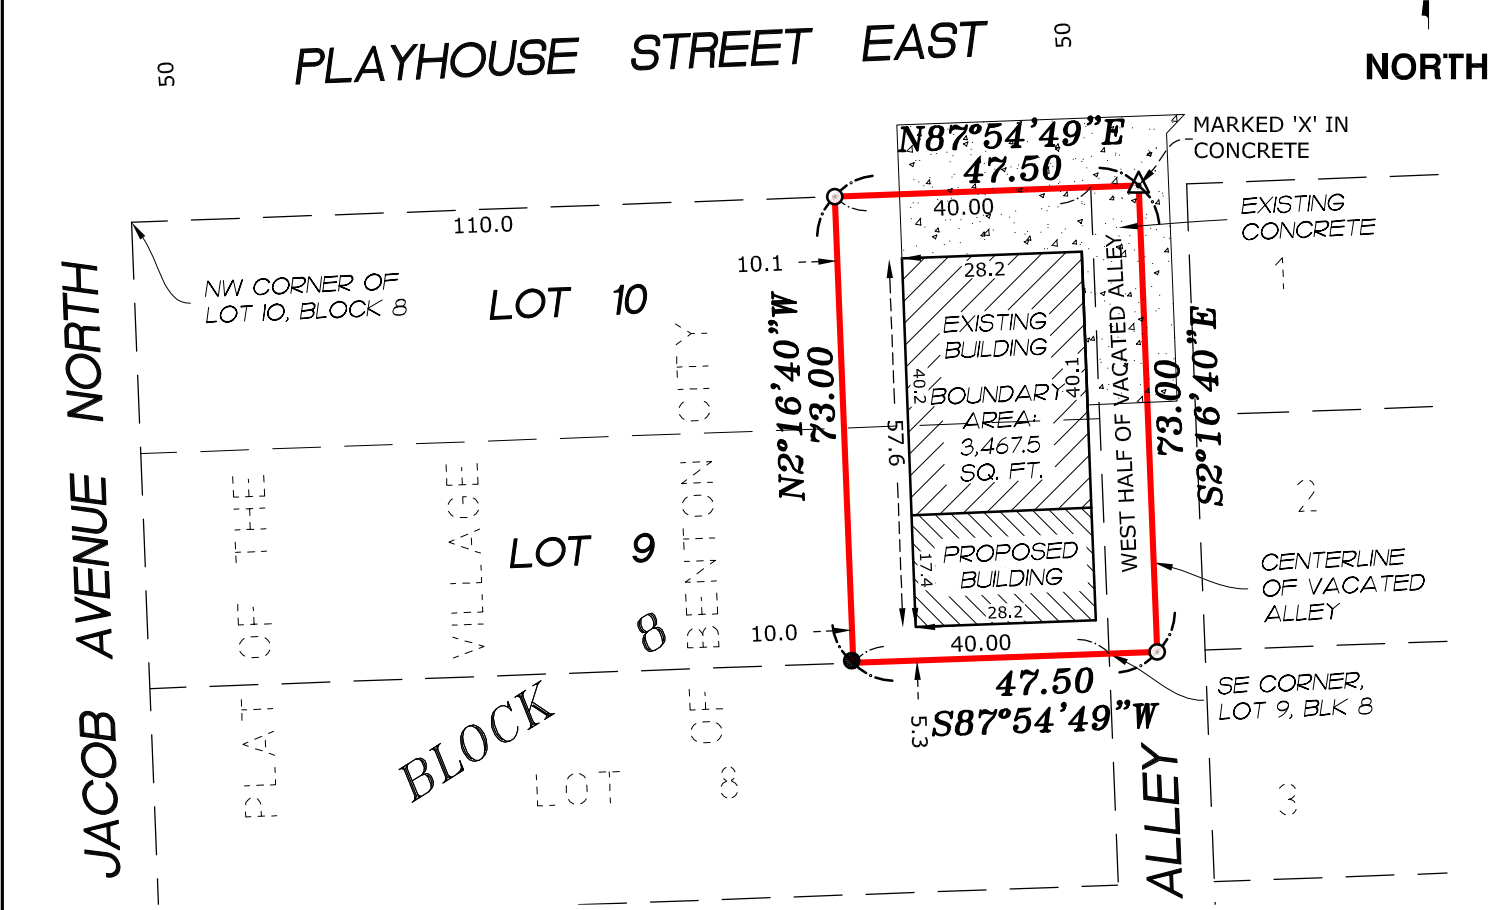 PLAYHOUSE STREET EAST
50
50
NORTH
N87°54'49"E
47.50
MARKED 'X' IN
CONCRETE
40.00
110.0
EXISTING
CONCRETE
10.1
28.2
NW CORNER OF
LOT 10, BLOCK 8
LOT 10
1
JACOB AVENUE NORTH
N2°16'40"W
73.00
EXISTING
BUILDING
BOUNDARY
AREA:
3,467.5
SQ. FT.
40.2
40.1
57.6
WEST HALF OF VACATED ALLEY
73.00
S2°16'40"E
2
PLAT OF THE
VILLAGE
OF BENTON CITY
LOT 9
BLOCK 8
PROPOSED
BUILDING
17.4
28.2
CENTERLINE
OF VACATED
ALLEY
10.0
40.00
47.50
S87°54'49"W
5.3
SE CORNER,
LOT 9, BLK 8
LOT 8
ALLEY
3